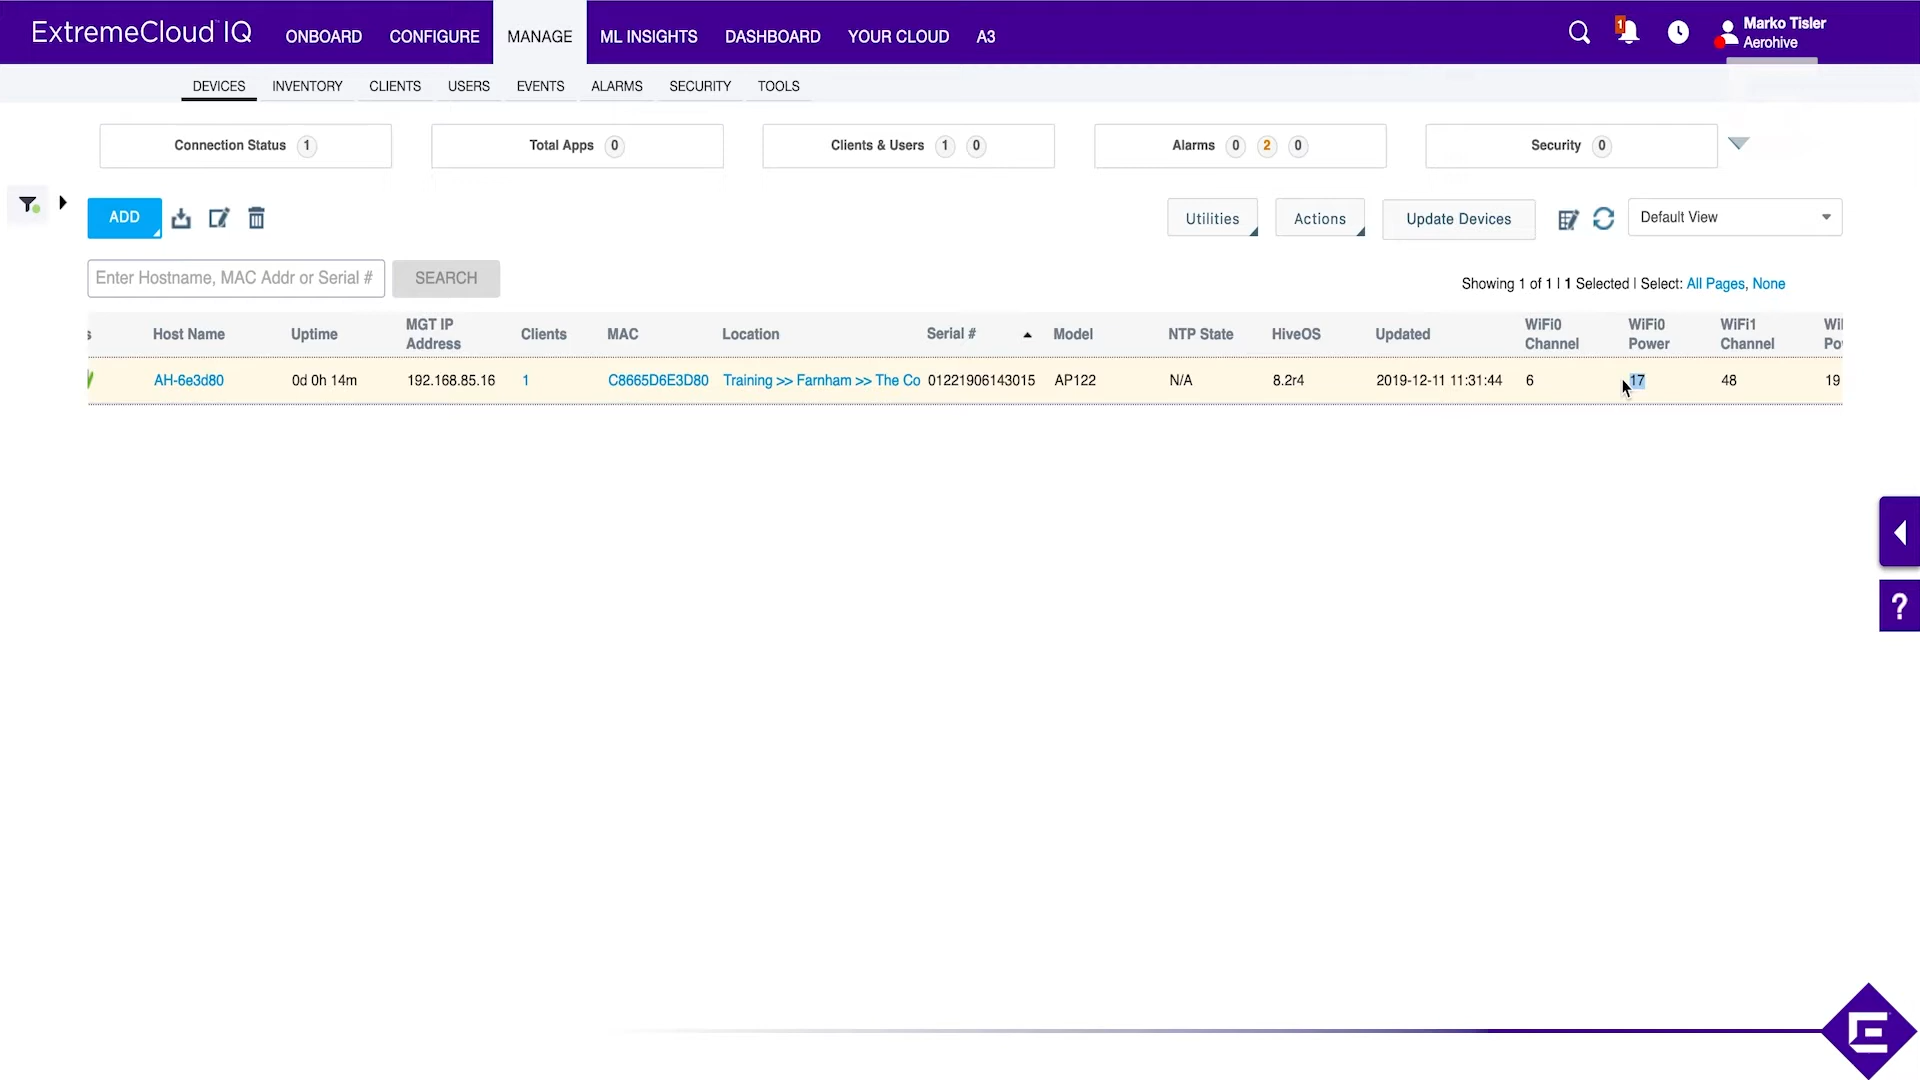 ExtremeCloud IQ ONBOARD CONFIGURE MANAGE ML INSIGHTS DASHBOARD YOUR CLOUD A3 1 Marko Tisler
Aerohive
DEVICES INVENTORY CLIENTS USERS EVENTS ALARMS SECURITY TOOLS
Connection Status 1 Total Apps 0 Clients & Users 1 0 Alarms 0 2 0 Security 0
ADD Utilities Actions Update Devices Default View
Enter Hostname, MAC Addr or Serial # SEARCH
Showing 1 of 1 | 1 Selected | Select: All Pages, None
s Host Name Uptime MGT IP Address Clients MAC Location Serial # Model NTP State HiveOS Updated WiFi0 Channel WiFi0 Power WiFi1 Channel Wi Po
AH-6e3d80 0d 0h 14m 192.168.85.16 1 C8665D6E3D80 Training >> Farnham >> The Co 01221906143015 AP122 N/A 8.2r4 2019-12-11 11:31:44 6 17 48 19
?
E